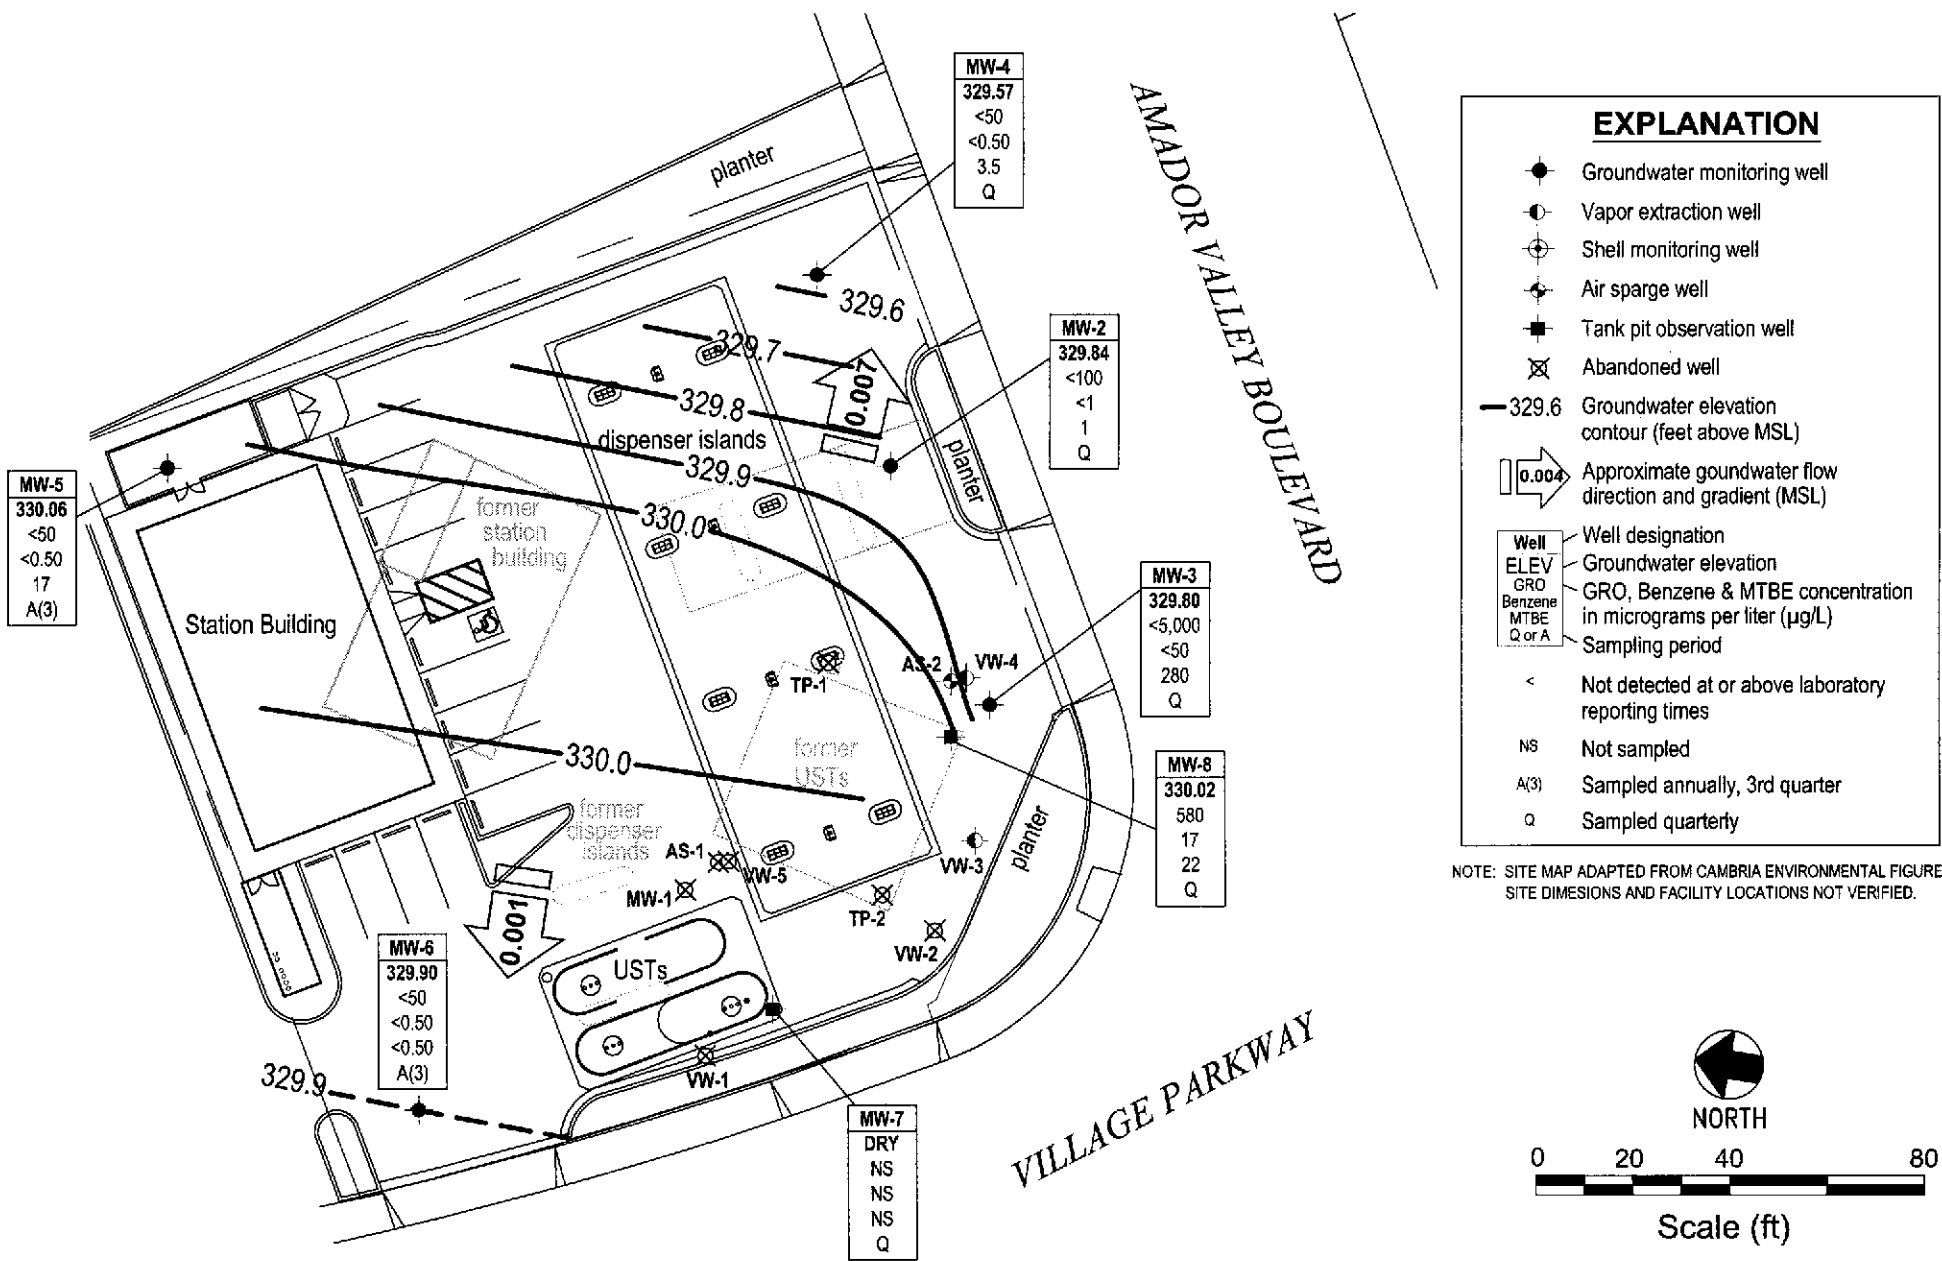 MW-4
329.57
<50
<0.50
3.5
Q
planter
AMADOR VALLEY BOULEVARD
329.6
MW-2
329.84
<100
<1
1
Q
329.7
0.007
329.8
dispenser islands
329.9
planter
MW-5
330.06
<50
<0.50
17
A(3)
former
station
building
330.0
Station Building
MW-3
329.80
<5,000
<50
280
Q
AS-2
VW-4
TP-1
former
USTs
330.0
MW-8
330.02
580
17
22
Q
former
dispenser
islands
AS-1
VW-5
VW-3
planter
MW-1
TP-2
VW-2
0.001
MW-6
329.90
<50
<0.50
<0.50
A(3)
USTs
VW-1
329.9
MW-7
DRY
NS
NS
NS
Q
VILLAGE PARKWAY
EXPLANATION
Groundwater monitoring well
Vapor extraction well
Shell monitoring well
Air sparge well
Tank pit observation well
Abandoned well
329.6 Groundwater elevation
contour (feet above MSL)
0.004 Approximate goundwater flow
direction and gradient (MSL)
Well Well designation
ELEV Groundwater elevation
GRO GRO, Benzene & MTBE concentration
Benzene
MTBE in micrograms per liter (µg/L)
Q or A Sampling period
< Not detected at or above laboratory
reporting times
NS Not sampled
A(3) Sampled annually, 3rd quarter
Q Sampled quarterly
NOTE: SITE MAP ADAPTED FROM CAMBRIA ENVIRONMENTAL FIGURE
SITE DIMESIONS AND FACILITY LOCATIONS NOT VERIFIED.
NORTH
0 20 40 80
Scale (ft)